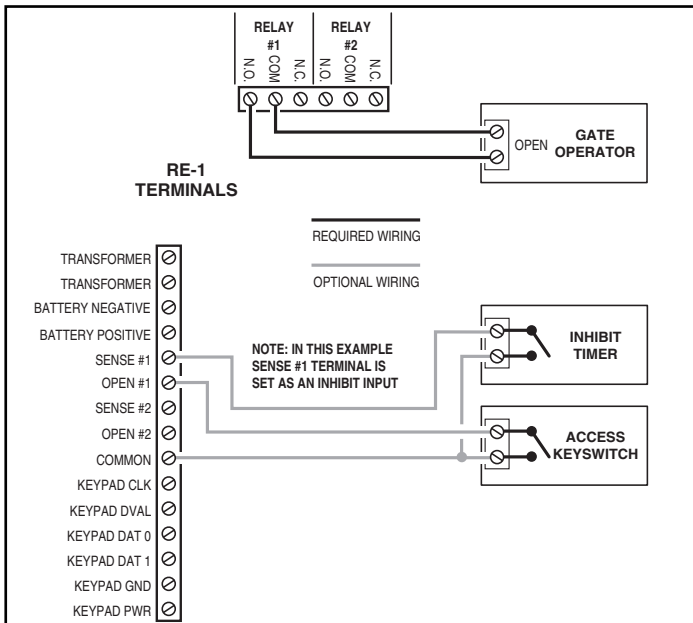 RELAY #1
RELAY #2
N.O.
COM
N.C.
N.O.
COM
N.C.
OPEN
GATE
OPERATOR
RE-1
TERMINALS
REQUIRED WIRING
OPTIONAL WIRING
TRANSFORMER
TRANSFORMER
BATTERY NEGATIVE
BATTERY POSITIVE
SENSE #1
OPEN #1
SENSE #2
OPEN #2
COMMON
KEYPAD CLK
KEYPAD DVAL
KEYPAD DAT 0
KEYPAD DAT 1
KEYPAD GND
KEYPAD PWR
NOTE: IN THIS EXAMPLE
SENSE #1 TERMINAL IS
SET AS AN INHIBIT INPUT
INHIBIT
TIMER
ACCESS
KEYSWITCH